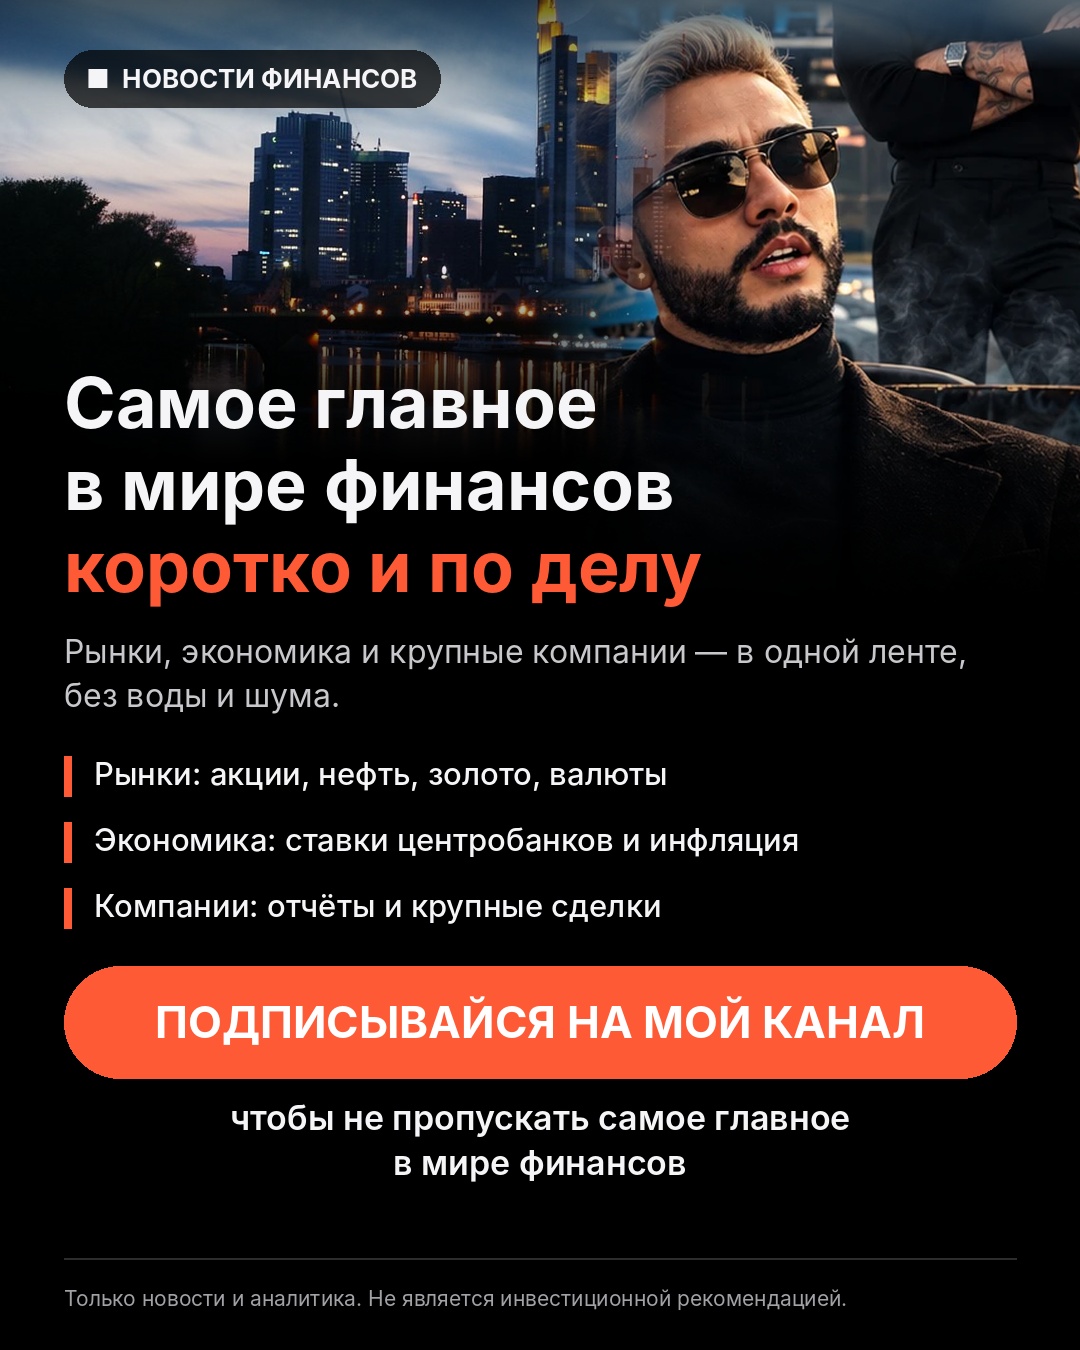 НОВОСТИ ФИНАНСОВ
Самое главное
в мире финансов
коротко и по делу
Рынки, экономика и крупные компании — в одной ленте,
без воды и шума.
Рынки: акции, нефть, золото, валюты
Экономика: ставки центробанков и инфляция
Компании: отчёты и крупные сделки
ПОДПИСЫВАЙСЯ НА МОЙ КАНАЛ
чтобы не пропускать самое главное
в мире финансов
Только новости и аналитика. Не является инвестиционной рекомендацией.